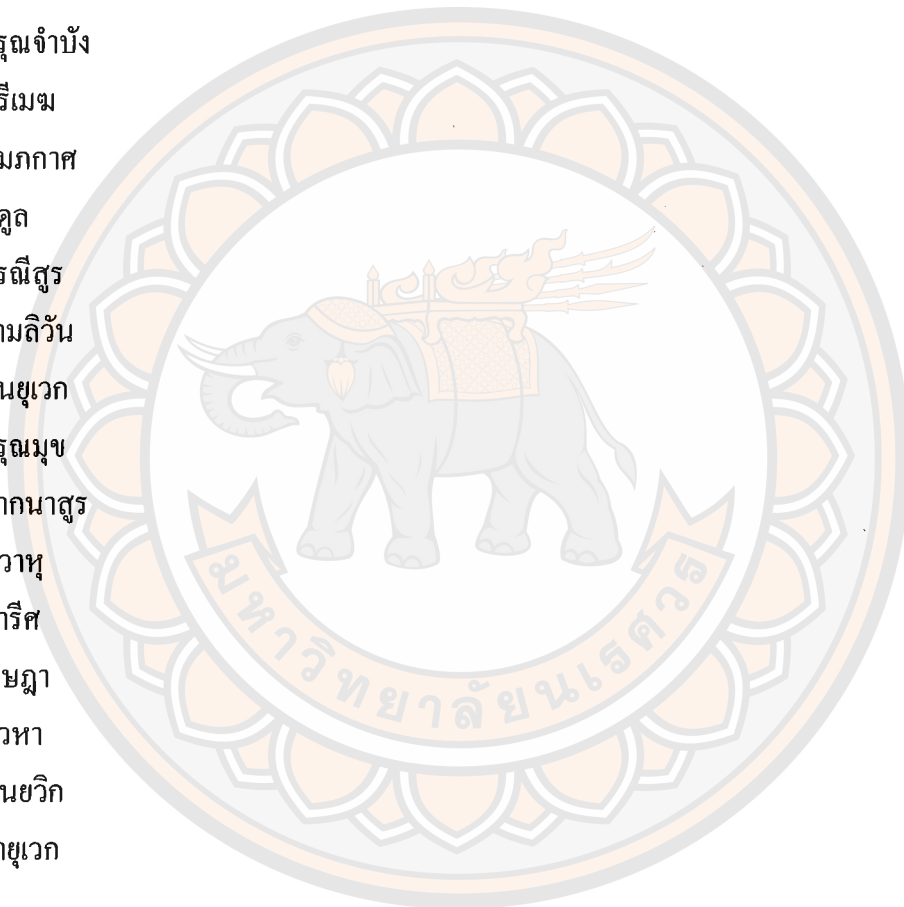 รุณจำบัง
รีเมฆ
มภกาศ
ดูล
รณีสูร
ามลิวัน
นยุเวก
รุณมุข
ากนาสูร
วาหุ
ารีศ
ษฎา
วหา
นยวิก
ายุเวก
มหาวิทยาลัยนเรศวร